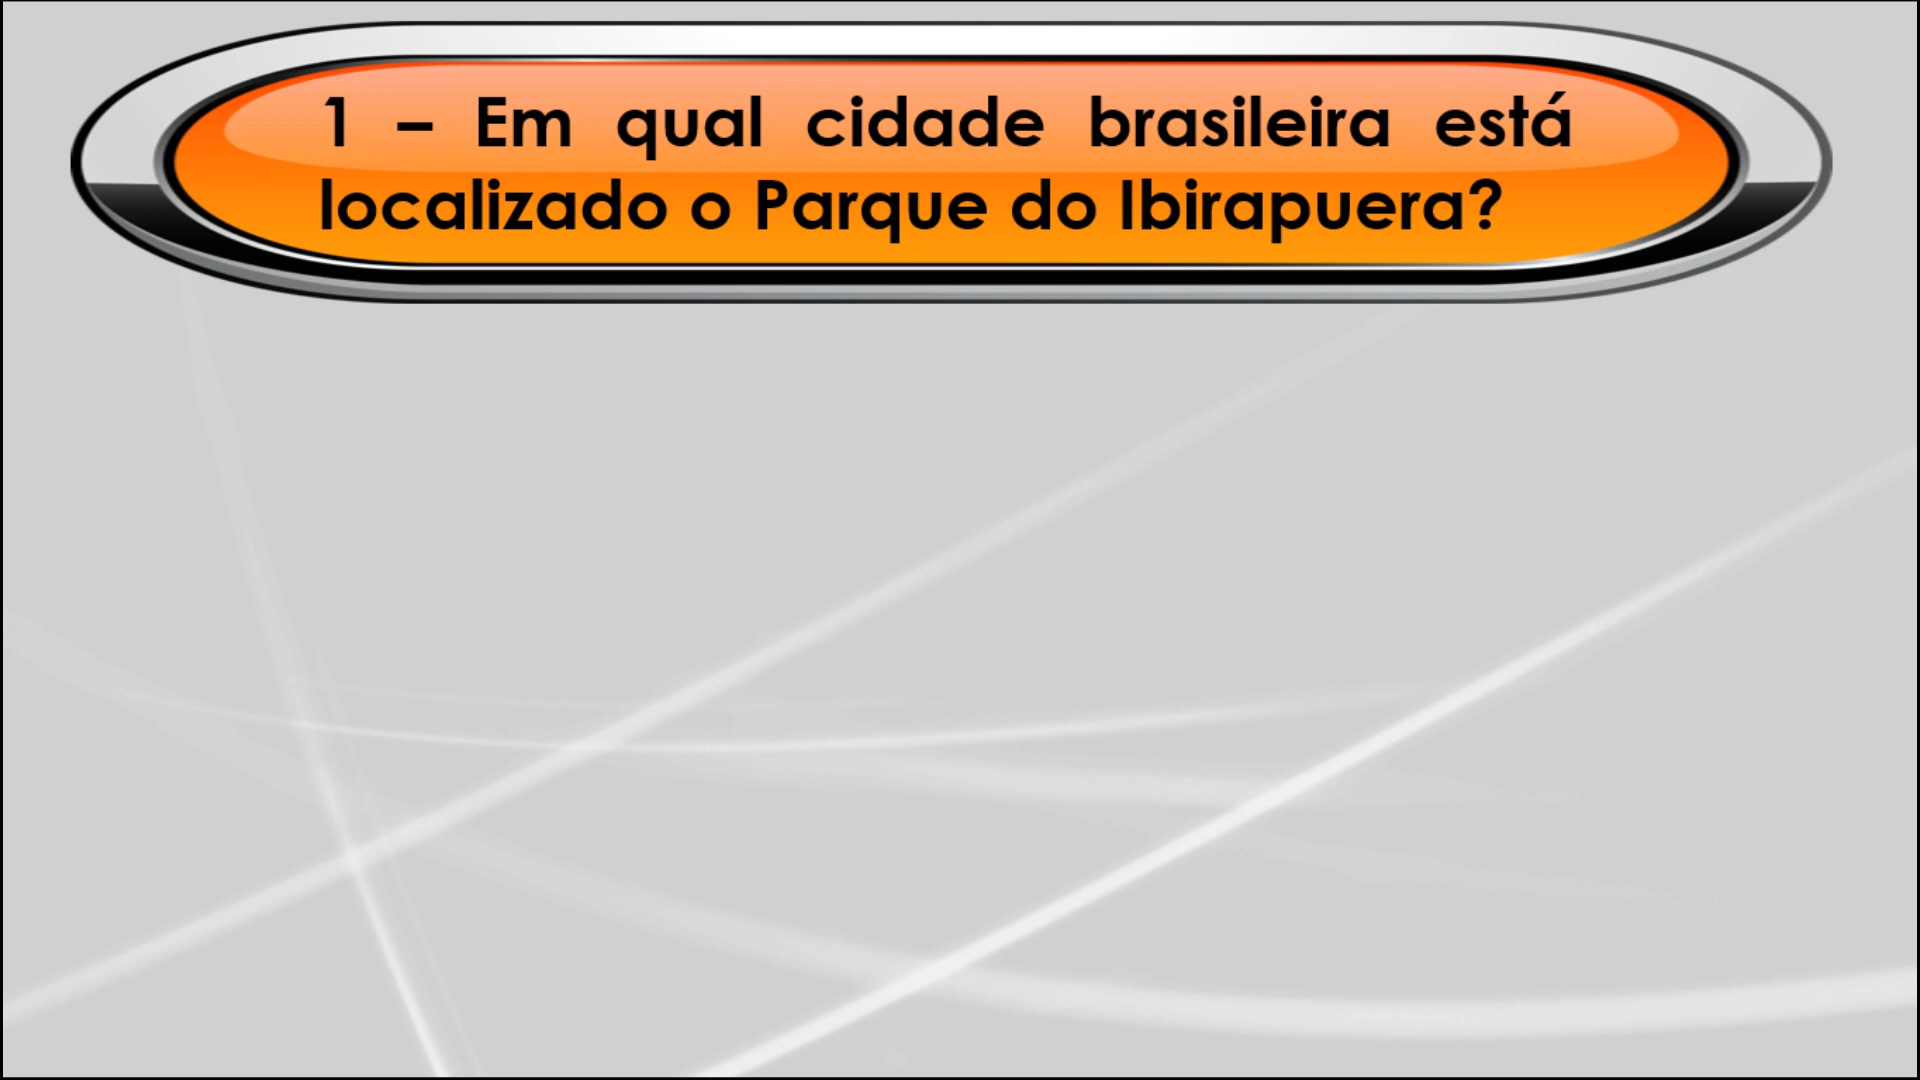 1 – Em qual cidade brasileira está
localizado o Parque do Ibirapuera?